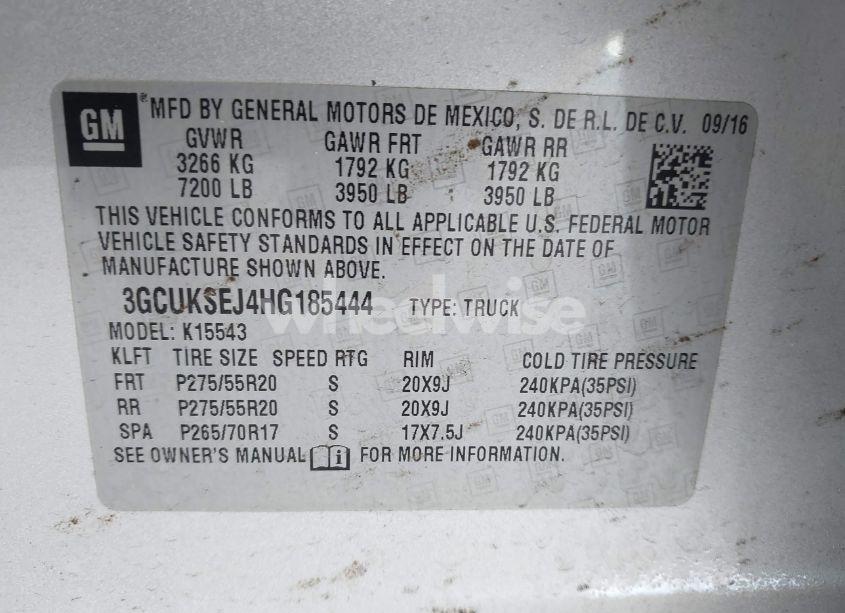 GM ®MFD BY GENERAL MOTORS DE MEXICO, S. DE R.L. DE C.V. 09/16
GVWR GAWR FRT GAWR RR
3266 KG 1792 KG 1792 KG
7200 LB 3950 LB 3950 LB
THIS VEHICLE CONFORMS TO ALL APPLICABLE U.S. FEDERAL MOTOR
VEHICLE SAFETY STANDARDS IN EFFECT ON THE DATE OF
MANUFACTURE SHOWN ABOVE.
3GCUKSEJ4HG185444 TYPE: TRUCK
wheelwise
MODEL: K15543
KLFT TIRE SIZE SPEED RTG RIM COLD TIRE PRESSURE
FRT P275/55R20 S 20X9J 240KPA(35PSI)
RR P275/55R20 S 20X9J 240KPA(35PSI)
SPA P265/70R17 S 17X7.5J 240KPA(35PSI)
SEE OWNER'S MANUAL i FOR MORE INFORMATION.